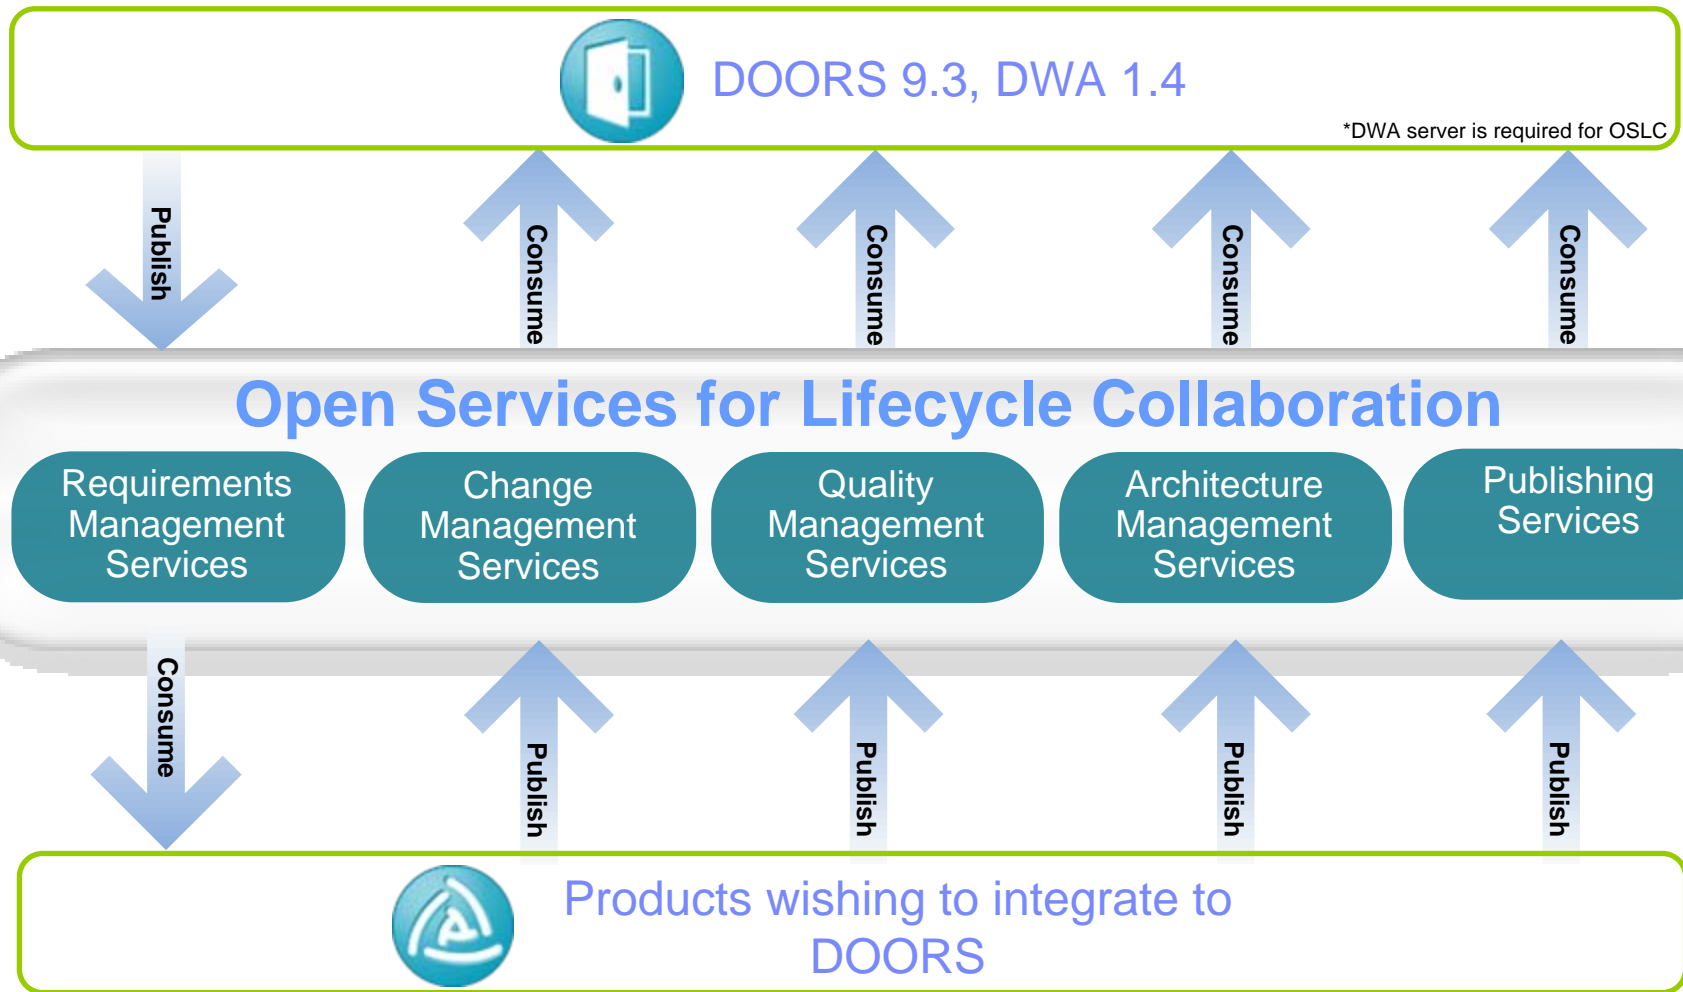 DOORS 9.3, DWA 1.4
*DWA server is required for OSLC
Publish
Consume
Consume
Consume
Consume
Open Services for Lifecycle Collaboration
Requirements
Management
Services
Change
Management
Services
Quality
Management
Services
Architecture
Management
Services
Publishing
Services
Consume
Publish
Publish
Publish
Publish
Products wishing to integrate to
DOORS